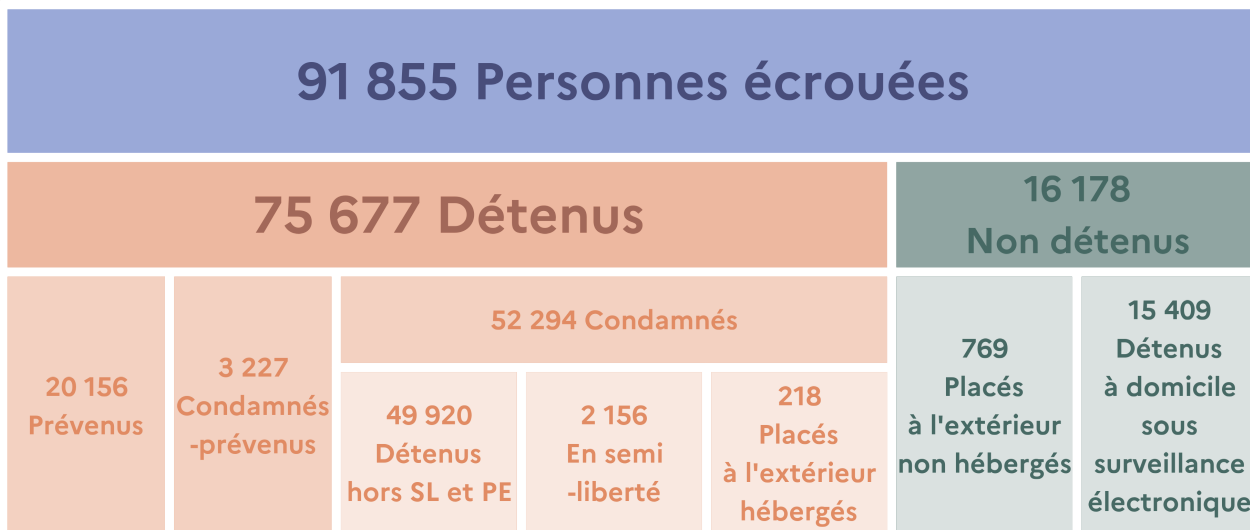 91 855 Personnes écrouées
75 677 Détenus
16 178
Non détenus
20 156
Prévenus
3 227
Condamnés
-prévenus
52 294 Condamnés
49 920
Détenus
hors SL et PE
2 156
En semi
-liberté
218
Placés
à l'extérieur
hébergés
769
Placés
à l'extérieur
non hébergés
15 409
Détenus
à domicile
sous
surveillance
électronique